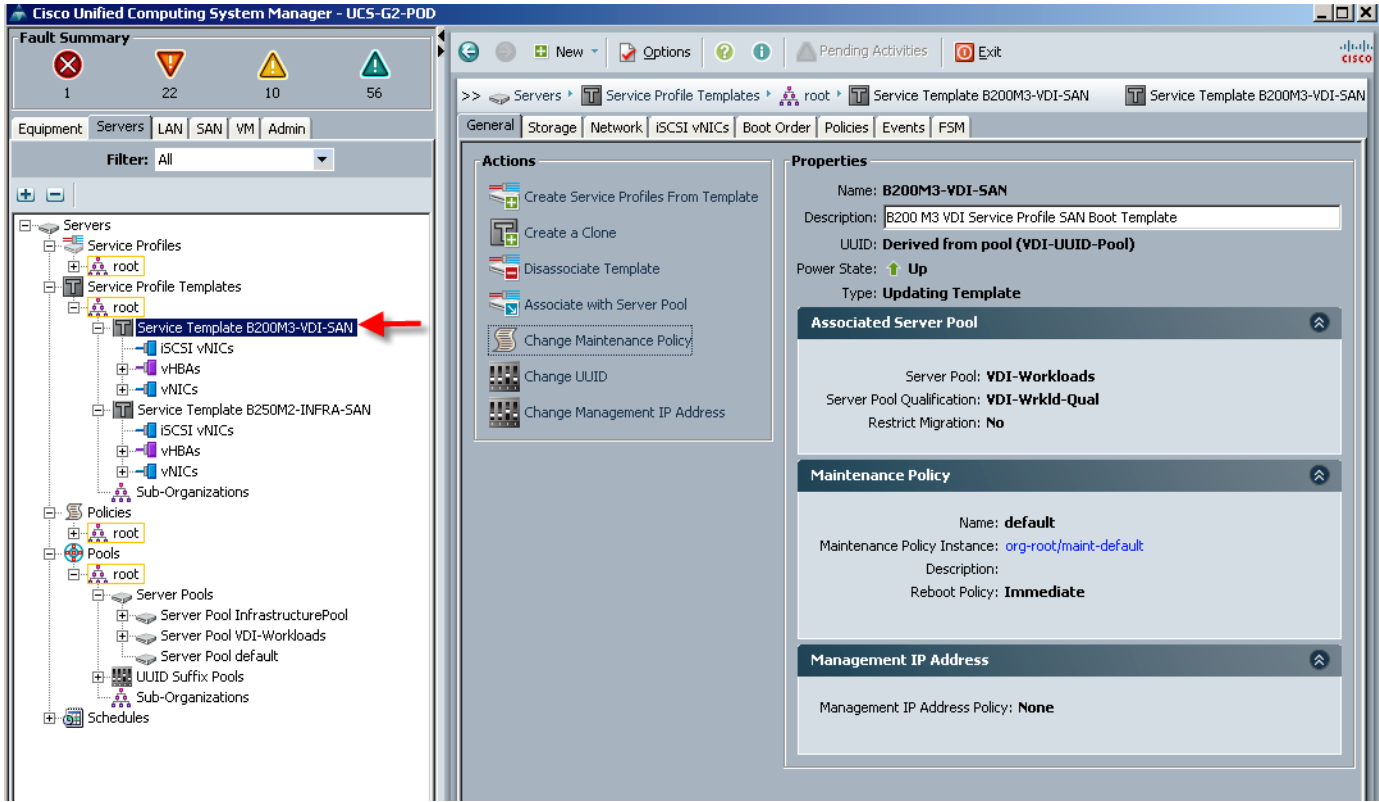 Cisco Unified Computing System Manager - UCS-G2-POD
Fault Summary
1 22 10 56
Equipment Servers LAN SAN VM Admin
Filter: All
Servers
Service Profiles
root
Service Profile Templates
root
Service Template B200M3-VDI-SAN
iSCSI vNICs
vHBAs
vNICs
Service Template B250M2-INFRA-SAN
iSCSI vNICs
vHBAs
vNICs
Sub-Organizations
Policies
root
Pools
root
Server Pools
Server Pool InfrastructurePool
Server Pool VDI-Workloads
Server Pool default
UUID Suffix Pools
Sub-Organizations
Schedules
New Options Pending Activities Exit
CISCO
>> Servers Service Profile Templates root Service Template B200M3-VDI-SAN Service Template B200M3-VDI-SAN
General Storage Network iSCSI vNICs Boot Order Policies Events FSM
Actions
Create Service Profiles From Template
Create a Clone
Disassociate Template
Associate with Server Pool
Change Maintenance Policy
Change UUID
Change Management IP Address
Properties
Name: B200M3-VDI-SAN
Description: B200 M3 VDI Service Profile SAN Boot Template
UUID: Derived from pool (VDI-UUID-Pool)
Power State: Up
Type: Updating Template
Associated Server Pool
Server Pool: VDI-Workloads
Server Pool Qualification: VDI-Wrkld-Qual
Restrict Migration: No
Maintenance Policy
Name: default
Maintenance Policy Instance: org-root/maint-default
Description:
Reboot Policy: Immediate
Management IP Address
Management IP Address Policy: None